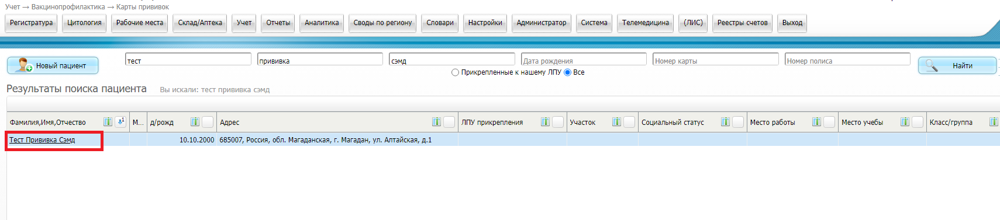 Учет → Вакцинопрофилактика → Карты прививок
Регистратура Цитология Рабочие места Склад/Аптека Учет Отчеты Аналитика Своды по региону Словари Настройки Администратор Система Телемедицина (ЛИС) Реестры счетов Выход
Новый пациент тест прививка сэмд Дата рождения Номер карты Номер полиса Найти
Прикрепленные к нашему ЛПУ Все
Результаты поиска пациента Вы искали: тест прививка сэмд
Фамилия,Имя,Отчество 1 М... д/рожд Адрес ЛПУ прикрепления Участок Социальный статус Место работы Место учебы Класс/группа
Тест Прививка Сэмд 10.10.2000 685007, Россия, обл. Магаданская, г. Магадан, ул. Алтайская, д.1